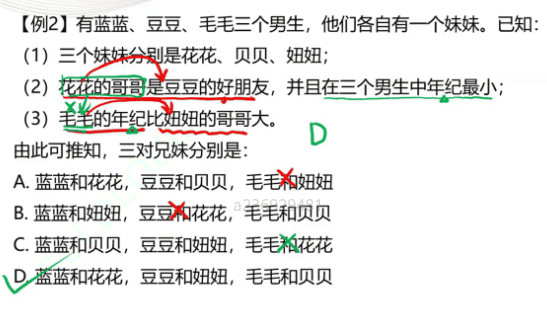 【例2】有蓝蓝、豆豆、毛毛三个男生，他们各自有一个妹妹。已知：
（1）三个妹妹分别是花花、贝贝、妞妞；
（2）花花的哥哥是豆豆的好朋友，并且在三个男生中年纪最小；
（3）毛毛的年纪比妞妞的哥哥大。
D
由此可推知，三对兄妹分别是：
A. 蓝蓝和花花，豆豆和贝贝，毛毛和妞妞
B. 蓝蓝和妞妞，豆豆和花花，毛毛和贝贝
C. 蓝蓝和贝贝，豆豆和妞妞，毛毛和花花
D. 蓝蓝和花花，豆豆和妞妞，毛毛和贝贝